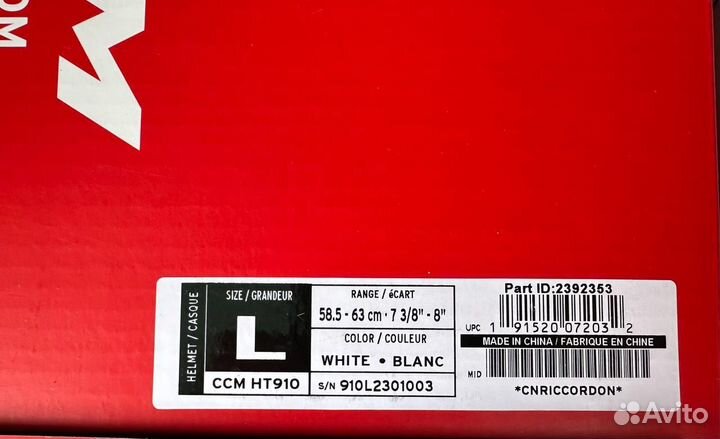 M
OM
HELMET / CASQUE
SIZE / GRANDEUR
L
CCM HT910
RANGE / éCART
58.5 - 63 cm · 7 3/8" - 8"
COLOR / COULEUR
WHITE • BLANC
S/N 910L2301003
Part ID:2392353
UPC 1 91520 07203 2
MADE IN CHINA / FABRIQUE EN CHINE
MID
*CNRICCORDON*
Avito